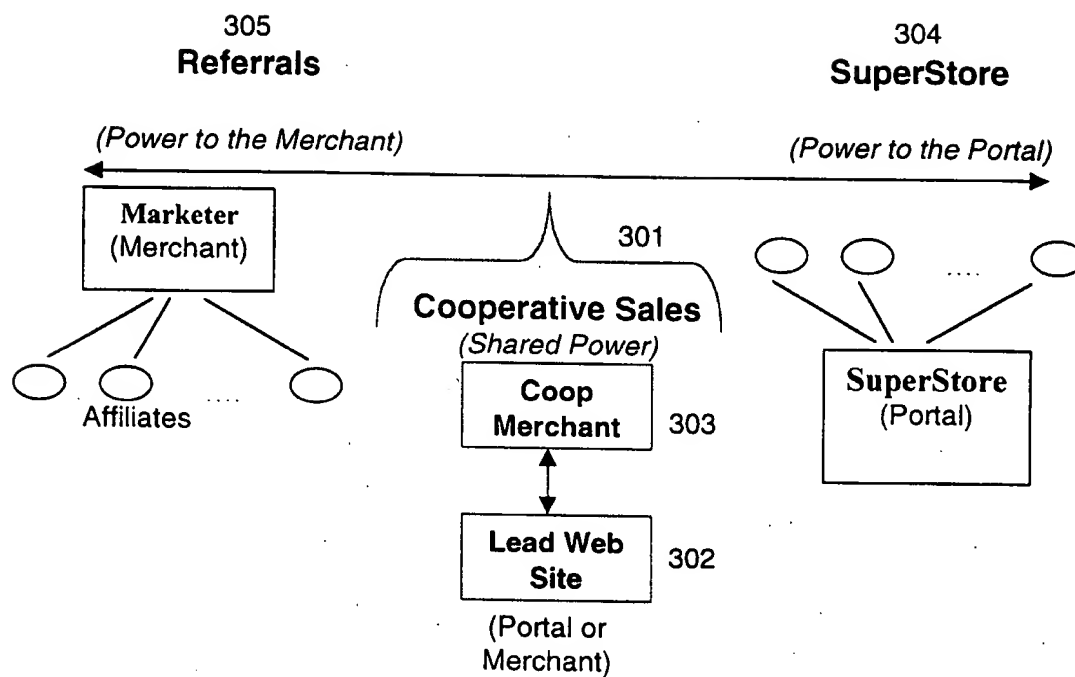 305
Referrals
304
SuperStore
(Power to the Merchant)
(Power to the Portal)
Marketer
(Merchant)
301
....
Cooperative Sales
(Shared Power)
....
Affiliates
Coop
Merchant
303
SuperStore
(Portal)
Lead Web
Site
302
(Portal or
Merchant)